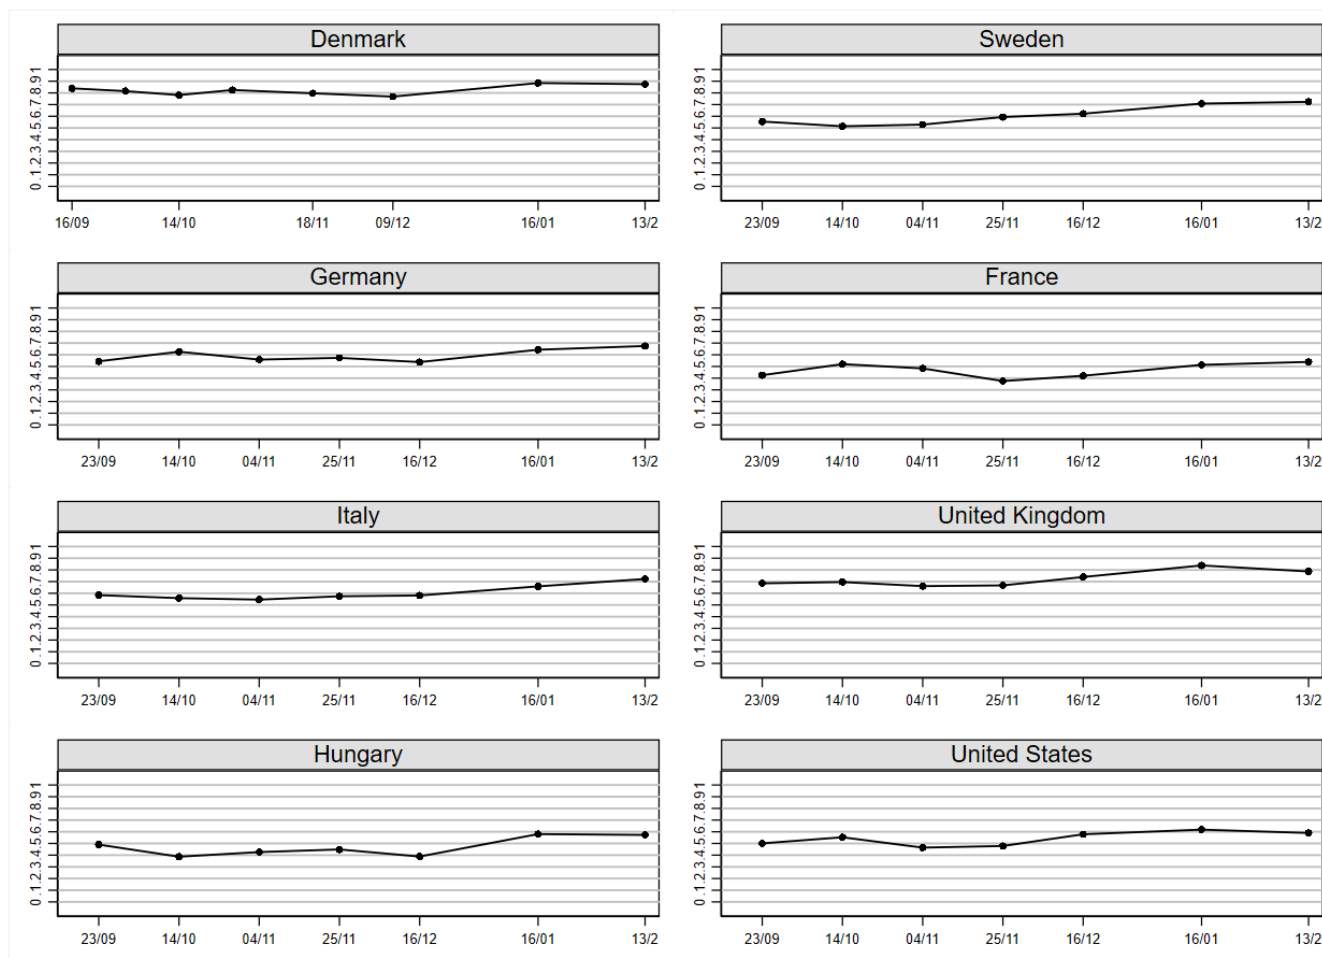 Denmark
0 .1 .2 .3 .4 .5 .6 .7 .8 .9 1
16/09 14/10 18/11 09/12 16/01 13/2
Sweden
0 .1 .2 .3 .4 .5 .6 .7 .8 .9 1
23/09 14/10 04/11 25/11 16/12 16/01 13/2
Germany
0 .1 .2 .3 .4 .5 .6 .7 .8 .9 1
23/09 14/10 04/11 25/11 16/12 16/01 13/2
France
0 .1 .2 .3 .4 .5 .6 .7 .8 .9 1
23/09 14/10 04/11 25/11 16/12 16/01 13/2
Italy
0 .1 .2 .3 .4 .5 .6 .7 .8 .9 1
23/09 14/10 04/11 25/11 16/12 16/01 13/2
United Kingdom
0 .1 .2 .3 .4 .5 .6 .7 .8 .9 1
23/09 14/10 04/11 25/11 16/12 16/01 13/2
Hungary
0 .1 .2 .3 .4 .5 .6 .7 .8 .9 1
23/09 14/10 04/11 25/11 16/12 16/01 13/2
United States
0 .1 .2 .3 .4 .5 .6 .7 .8 .9 1
23/09 14/10 04/11 25/11 16/12 16/01 13/2